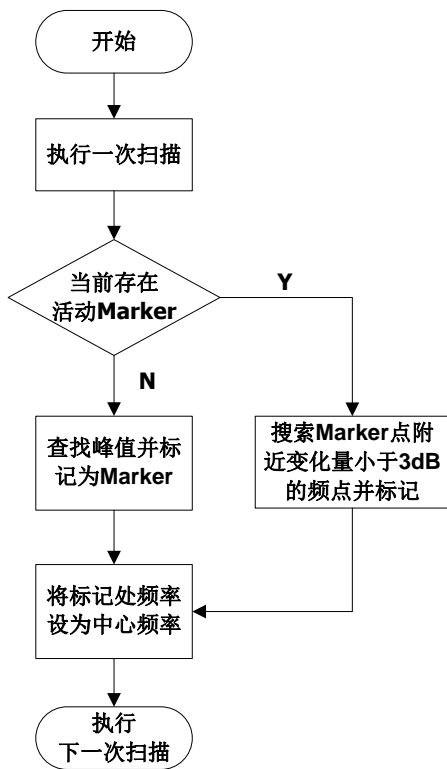 开始
执行一次扫描
当前存在
活动Marker
Y
N
查找峰值并标
记为Marker
搜索Marker点附
近变化量小于3dB
的频点并标记
将标记处频率
设为中心频率
执行
下一次扫描